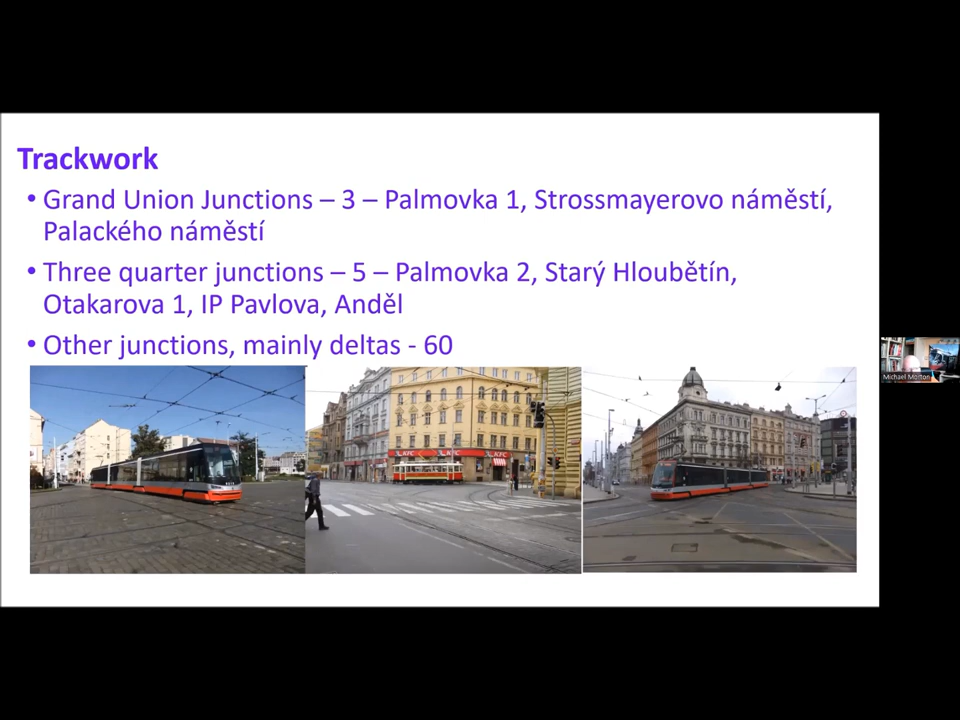 Trackwork
• Grand Union Junctions – 3 – Palmovka 1, Strossmayerovo náměstí,
Palackého náměstí
• Three quarter junctions – 5 – Palmovka 2, Starý Hloubětín,
Otakarova 1, IP Pavlova, Anděl
• Other junctions, mainly deltas - 60
KFC
KFC
Michael Morton